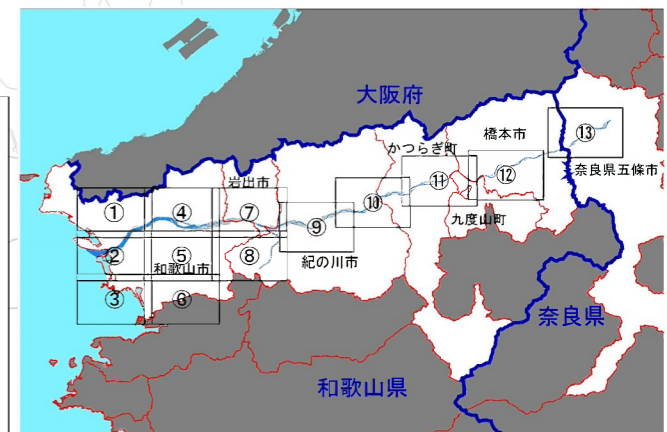 大阪府
橋本市
⑬
かつらぎ町
奈良県五條市
岩出市
⑪
⑫
①
④
⑦
⑩
九度山町
⑨
②
⑤
⑧
紀の川市
和歌山市
③
⑥
奈良県
和歌山県